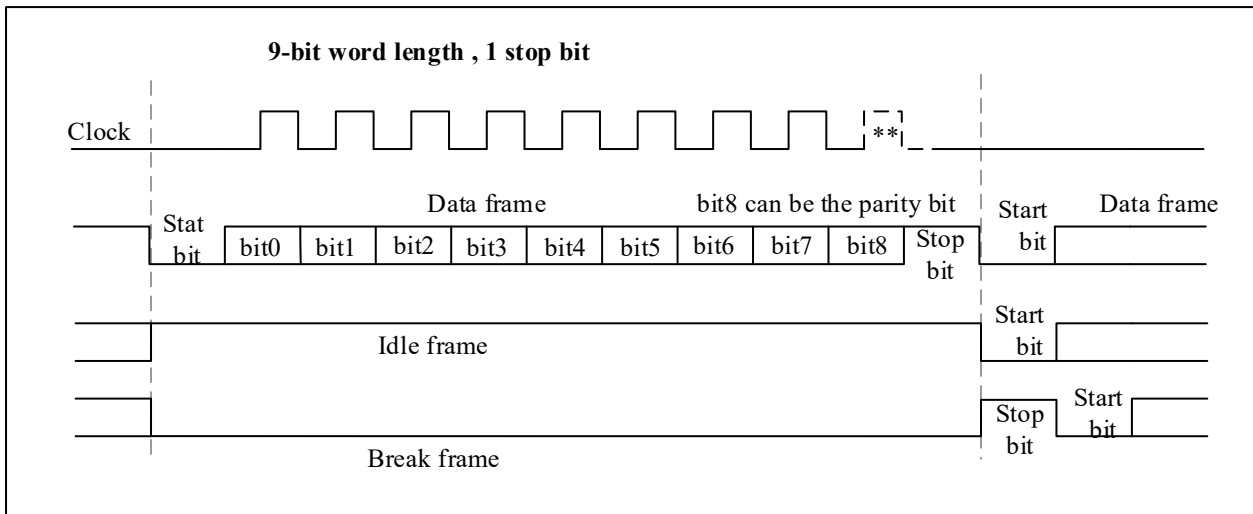 9-bit word length , 1 stop bit
Clock
**
Data frame
bit8 can be the parity bit
Data frame
Stat
bit
bit0
bit1
bit2
bit3
bit4
bit5
bit6
bit7
bit8
Stop
bit
Start
bit
Idle frame
Start
bit
Break frame
Stop
bit
Start
bit